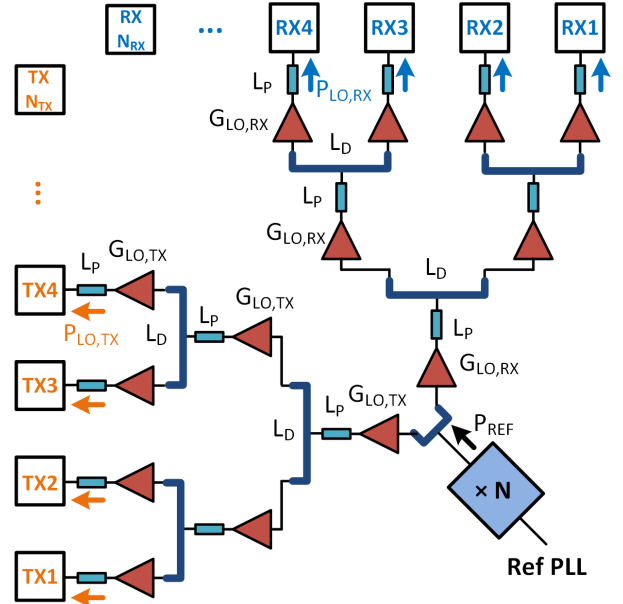 RX
N_RX
...
RX4
RX3
RX2
RX1
TX
N_TX
L_P
P_LO,RX
G_LO,RX
L_D
...
L_P
G_LO,RX
L_P
G_LO,TX
L_D
TX4
L_P
G_LO,TX
L_P
P_LO,TX
L_D
G_LO,RX
TX3
G_LO,TX
L_P
P_REF
L_D
TX2
× N
Ref PLL
TX1